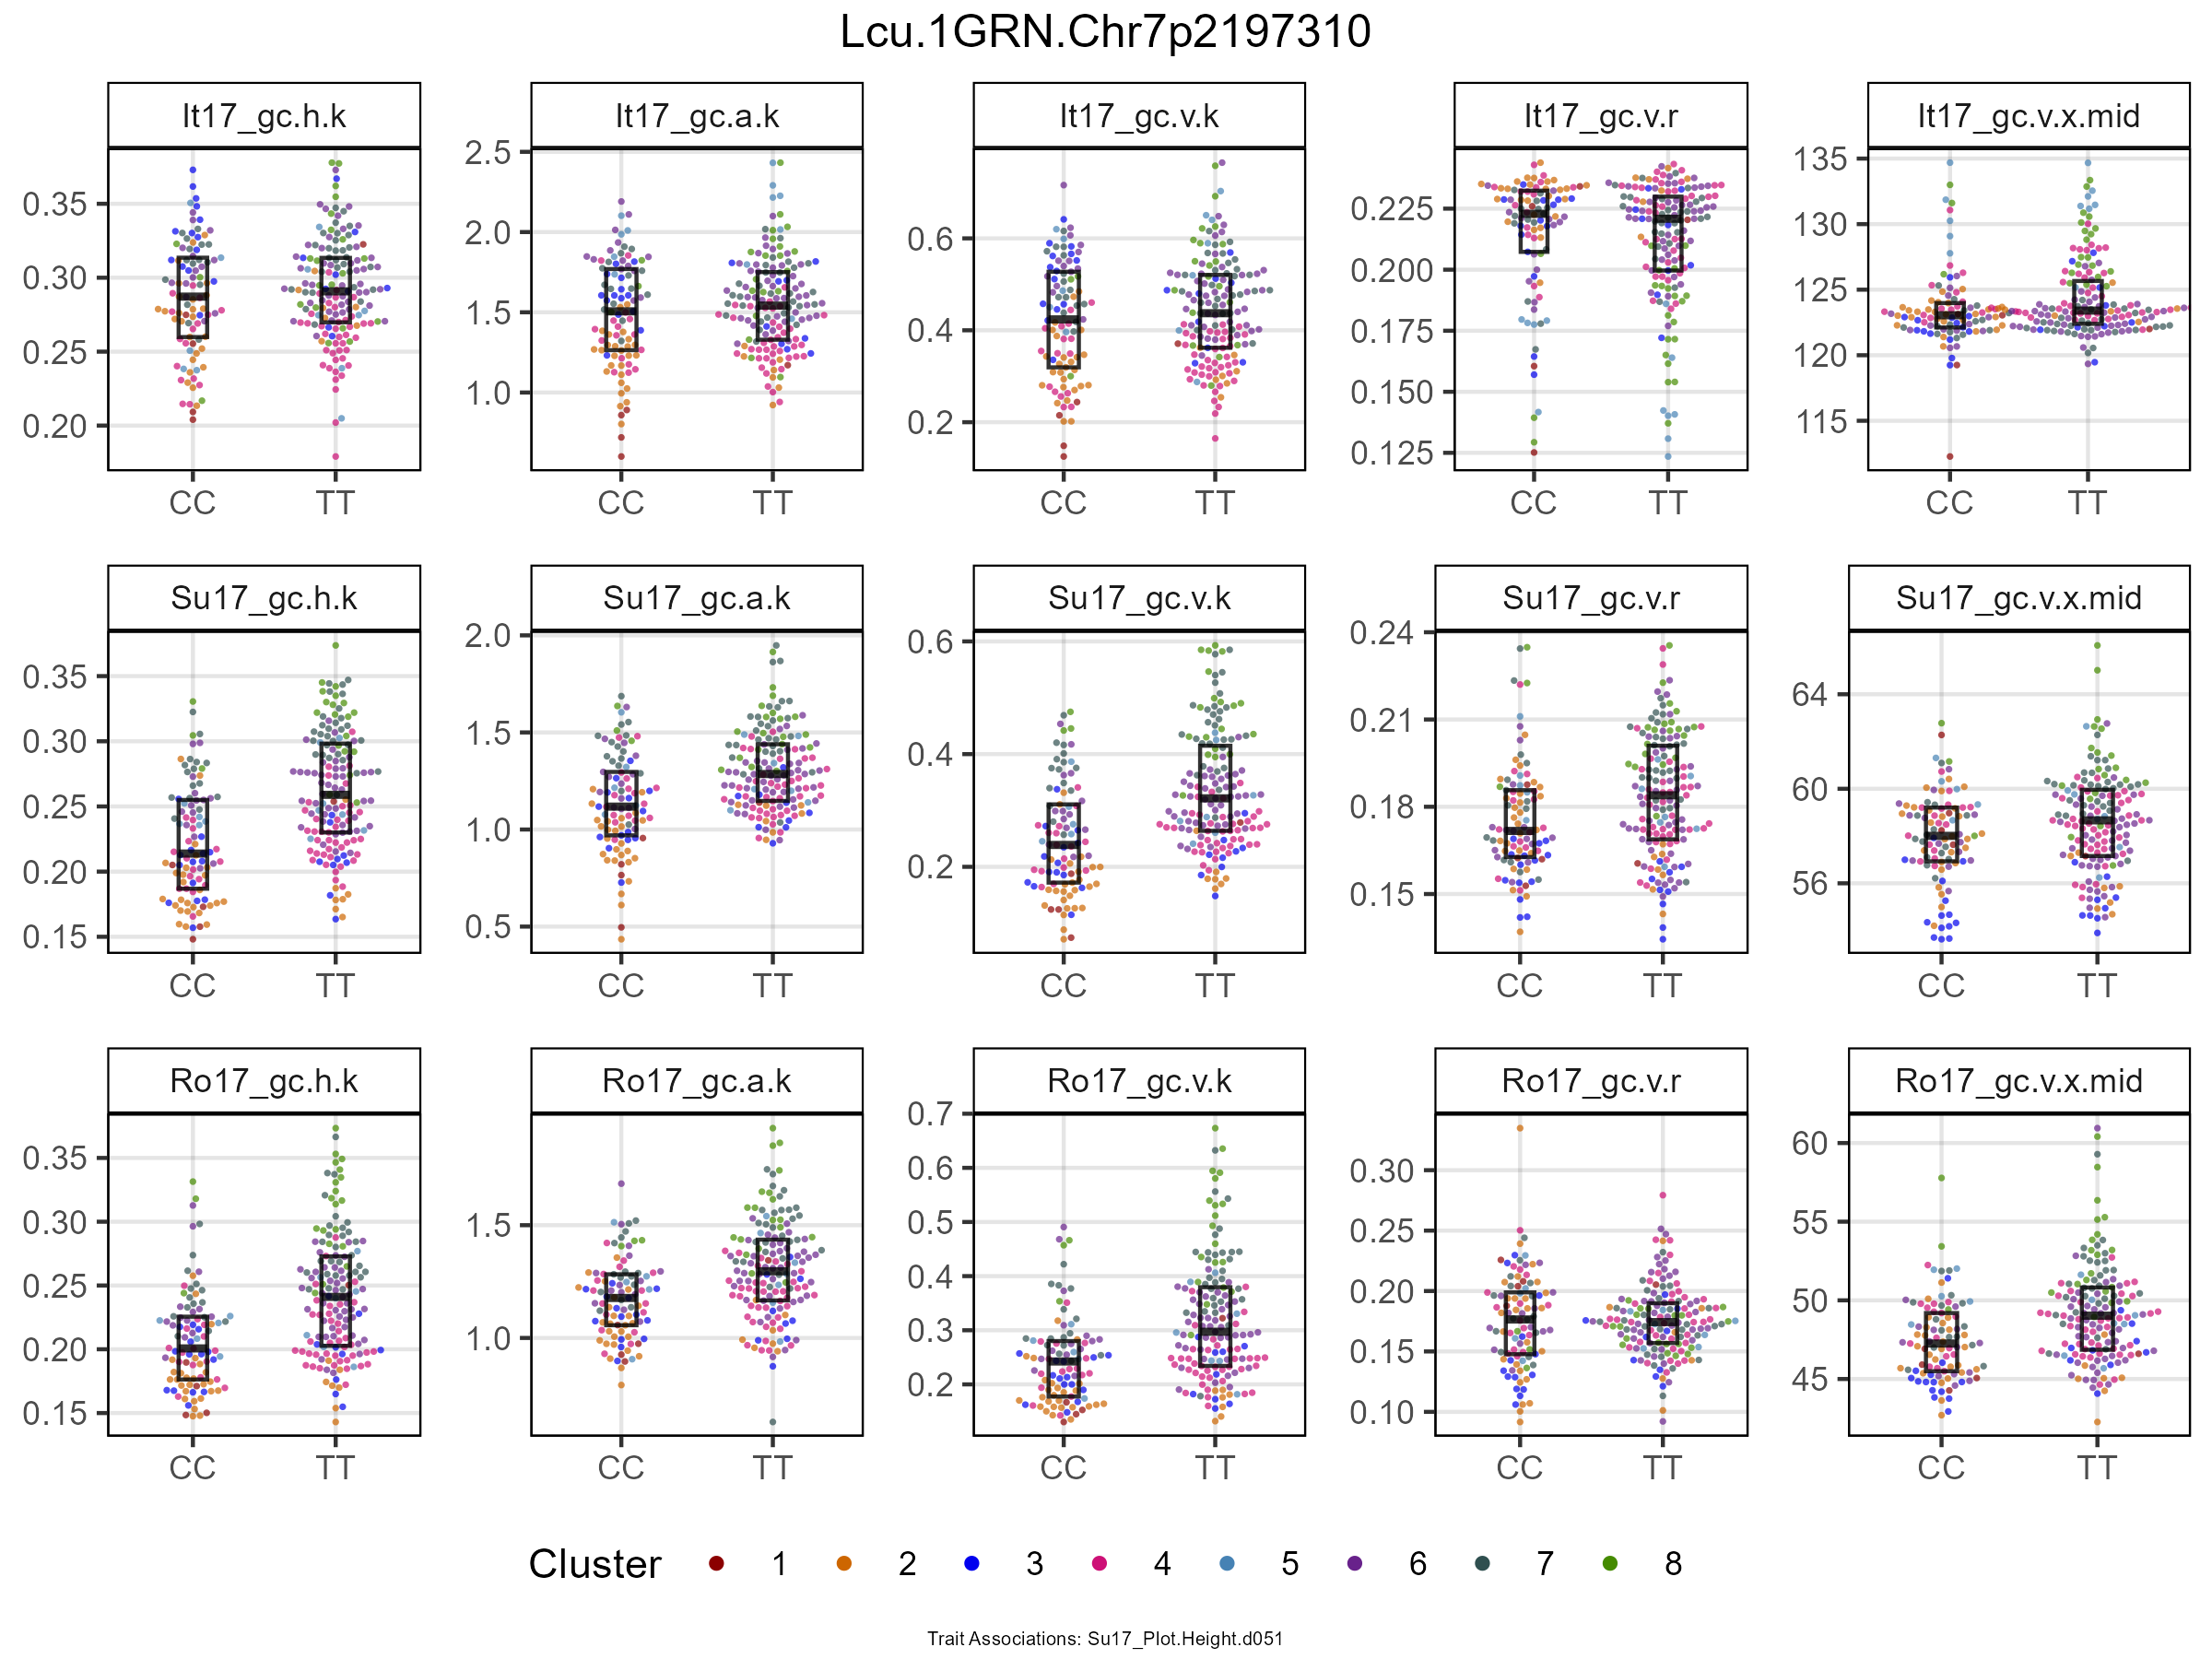 Lcu.1GRN.Chr7p2197310
It17_gc.h.k It17_gc.a.k It17_gc.v.k It17_gc.v.r It17_gc.v.x.mid
0.35 0.30 0.25 0.20
2.5 2.0 1.5 1.0
0.6 0.4 0.2
0.225 0.200 0.175 0.150 0.125
135 130 125 120 115
CC TT CC TT CC TT CC TT CC TT
Su17_gc.h.k Su17_gc.a.k Su17_gc.v.k Su17_gc.v.r Su17_gc.v.x.mid
0.35 0.30 0.25 0.20 0.15
2.0 1.5 1.0 0.5
0.6 0.4 0.2
0.24 0.21 0.18 0.15
64 60 56
CC TT CC TT CC TT CC TT CC TT
Ro17_gc.h.k Ro17_gc.a.k Ro17_gc.v.k Ro17_gc.v.r Ro17_gc.v.x.mid
0.35 0.30 0.25 0.20 0.15
1.5 1.0
0.7 0.6 0.5 0.4 0.3 0.2
0.30 0.25 0.20 0.15 0.10
60 55 50 45
CC TT CC TT CC TT CC TT CC TT
Cluster 1 2 3 4 5 6 7 8
Trait Associations: Su17_Plot.Height.d051